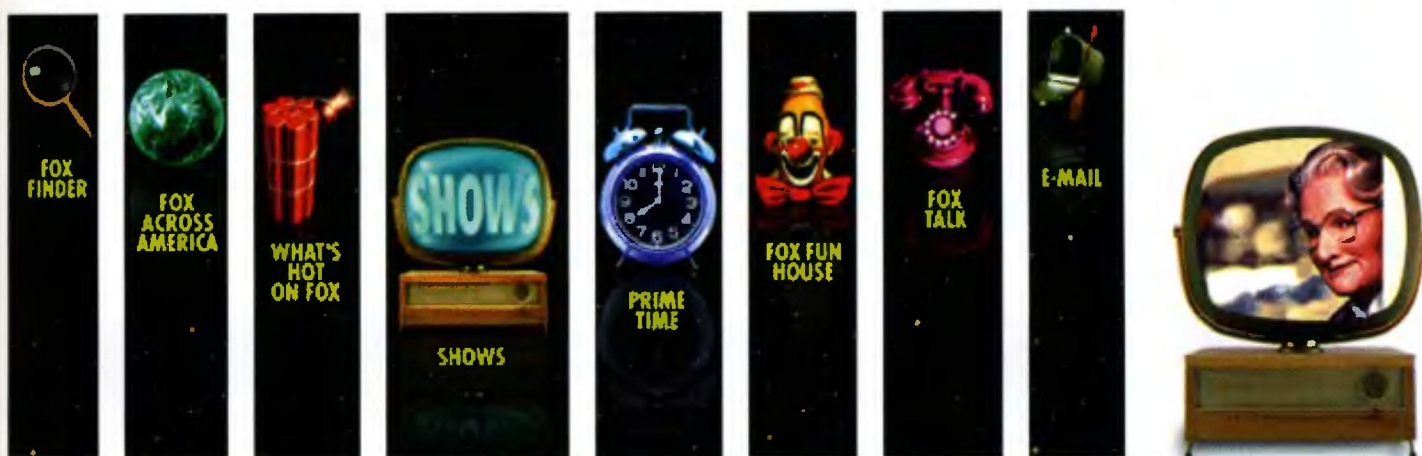 FOX
FINDER
FOX
ACROSS
AMERICA
WHAT'S
HOT
ON FOX
SHOWS
SHOWS
PRIME
TIME
FOX FUN
HOUSE
FOX
TALK
E-MAIL